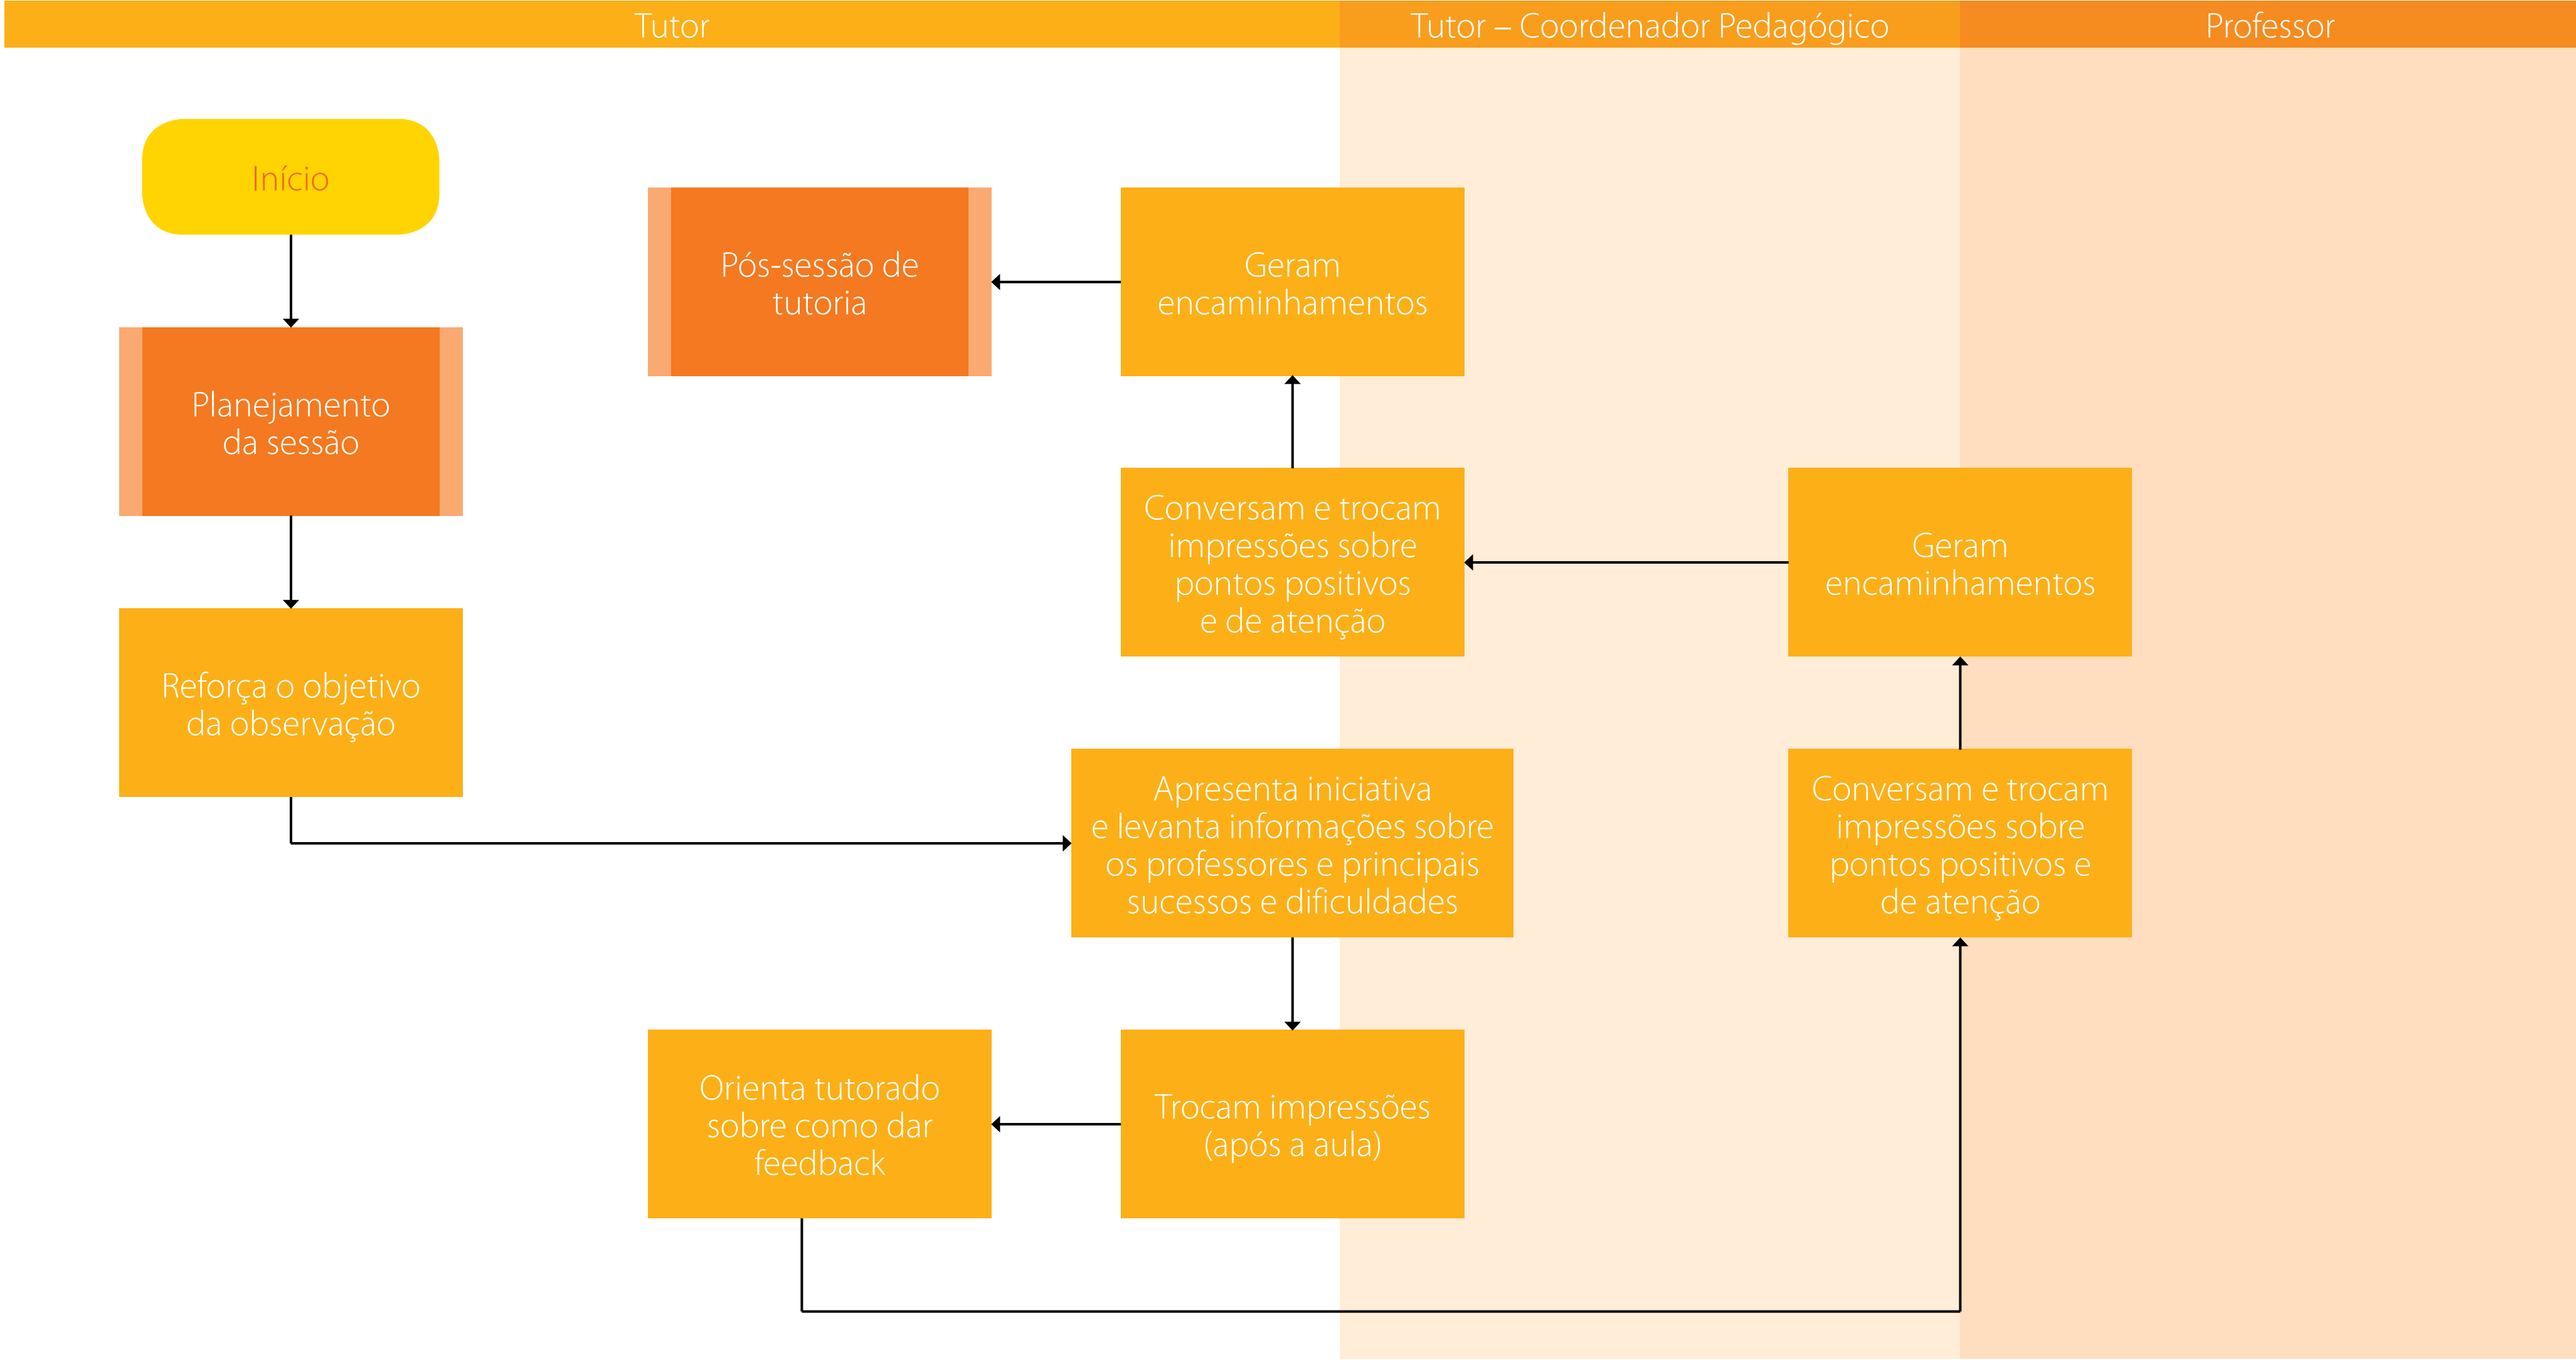 Tutor
Tutor – Coordenador Pedagógico
Professor
Início
Planejamento
da sessão
Reforça o objetivo
da observação
Apresenta iniciativa
e levanta informações sobre
os professores e principais
sucessos e dificuldades
Trocam impressões
(após a aula)
Orienta tutorado
sobre como dar
feedback
Conversam e trocam
impressões sobre
pontos positivos e
de atenção
Geram
encaminhamentos
Conversam e trocam
impressões sobre
pontos positivos
e de atenção
Geram
encaminhamentos
Pós-sessão de
tutoria